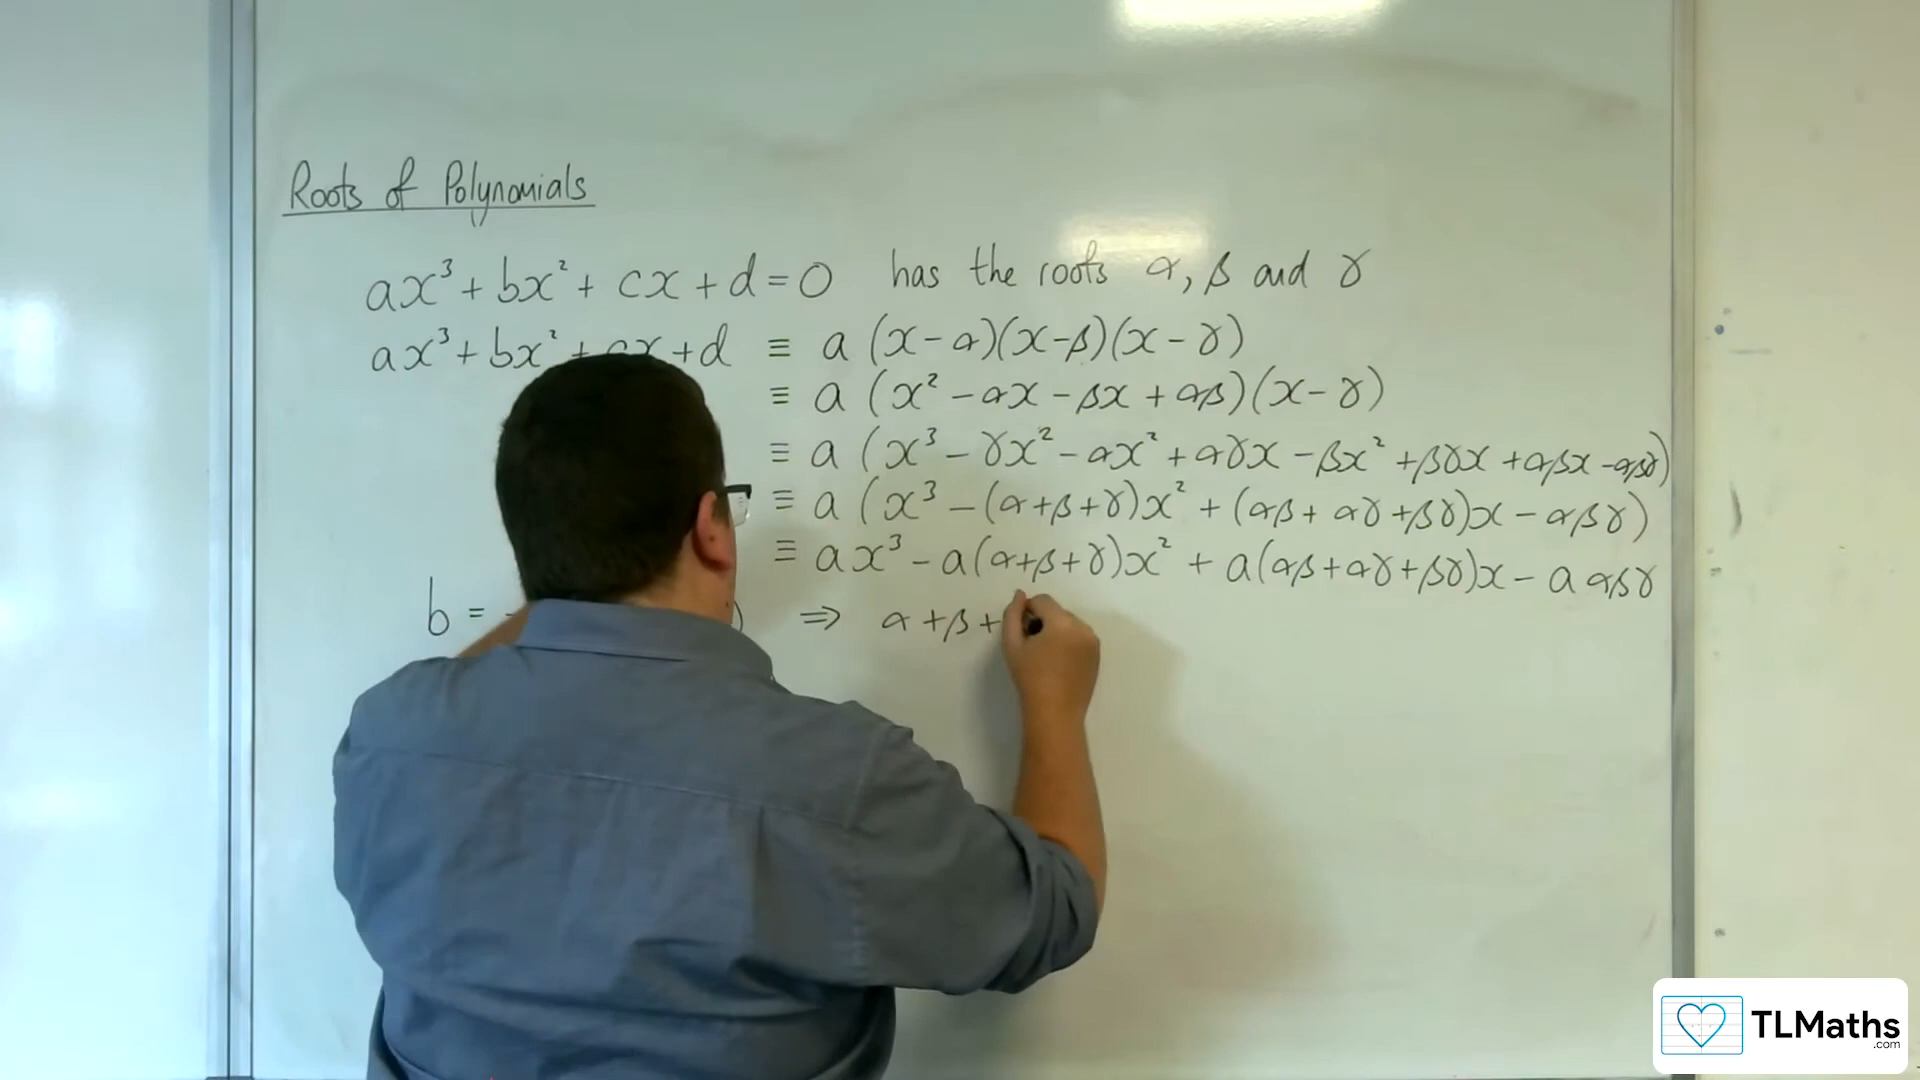 Roots of Polynomials
ax³ + bx² + cx + d = 0 has the roots α, β and γ
ax³ + bx² + cx + d ≡ a (x - α)(x - β)(x - γ)
≡ a (x² - αx - βx + αβ)(x - γ)
≡ a (x³ - γx² - αx² + αγx - βx² + βγx + αβx - αβγ)
≡ a (x³ - (α+β+γ)x² + (αβ + αγ + βγ)x - αβγ)
≡ ax³ - a(α+β+γ)x² + a(αβ+αγ+βγ)x - a αβγ
b = ) ⇒ α + β +
TLMaths
.com